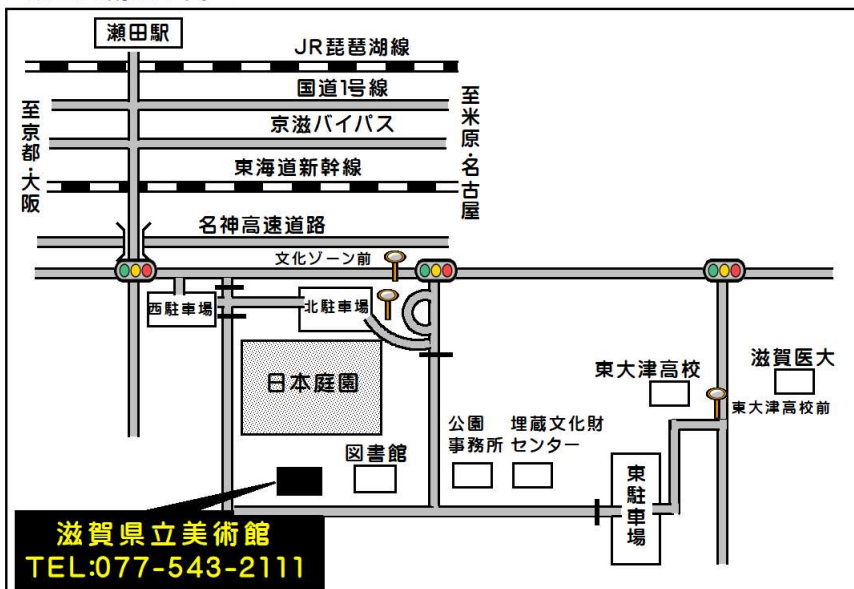 瀬田駅
JR琵琶湖線
国道1号線
京滋バイパス
東海道新幹線
至京都・大阪
至米原・名古屋
名神高速道路
文化ゾーン前
西駐車場
北駐車場
日本庭園
東大津高校
滋賀医大
東大津高校前
図書館
公園
事務所
埋蔵文化財
センター
東駐車場
滋賀県立美術館
TEL:077-543-2111